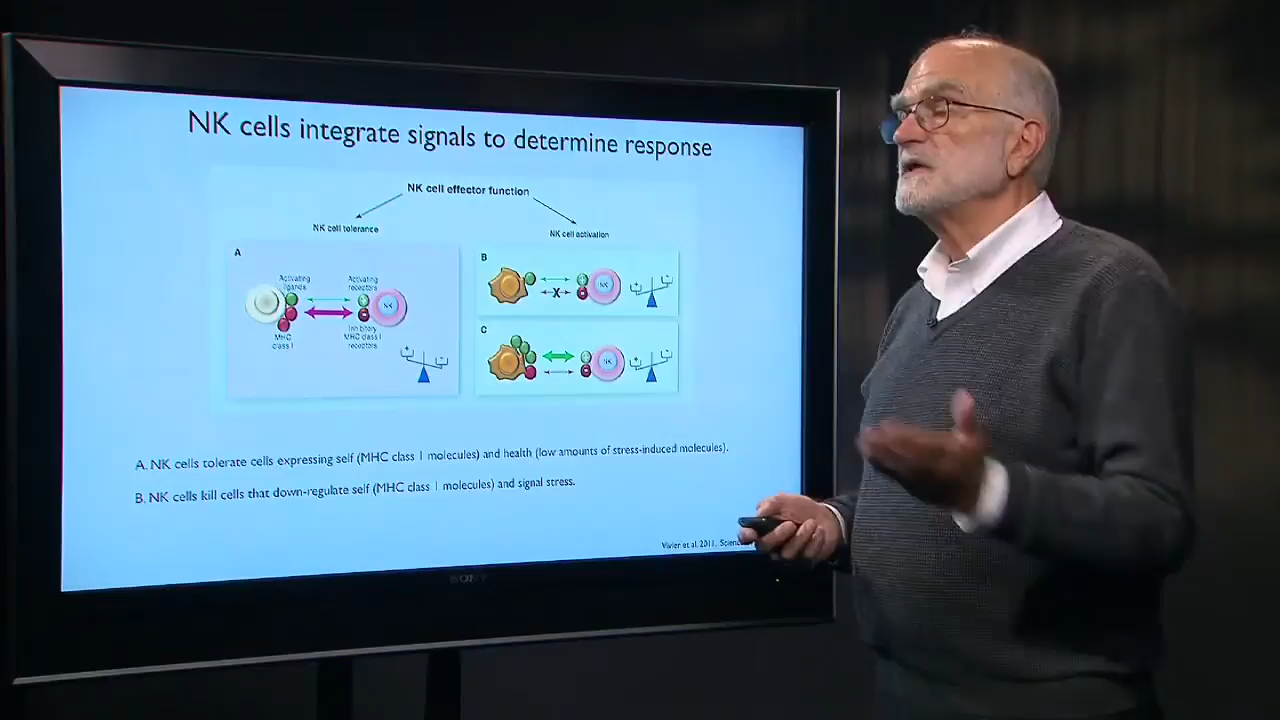 NK cells integrate signals to determine response
NK cell effector function
NK cell tolerance
NK cell activation
A
Activating
ligands
Activating
receptors
NK
MHC
class I
Inhibitory
MHC class I
receptors
B
NK
C
NK
A. NK cells tolerate cells expressing self (MHC class I molecules) and health (low amounts of stress-induced molecules).
B. NK cells kill cells that down-regulate self (MHC class I molecules) and signal stress.
Vivier et al. 2011.
SONY